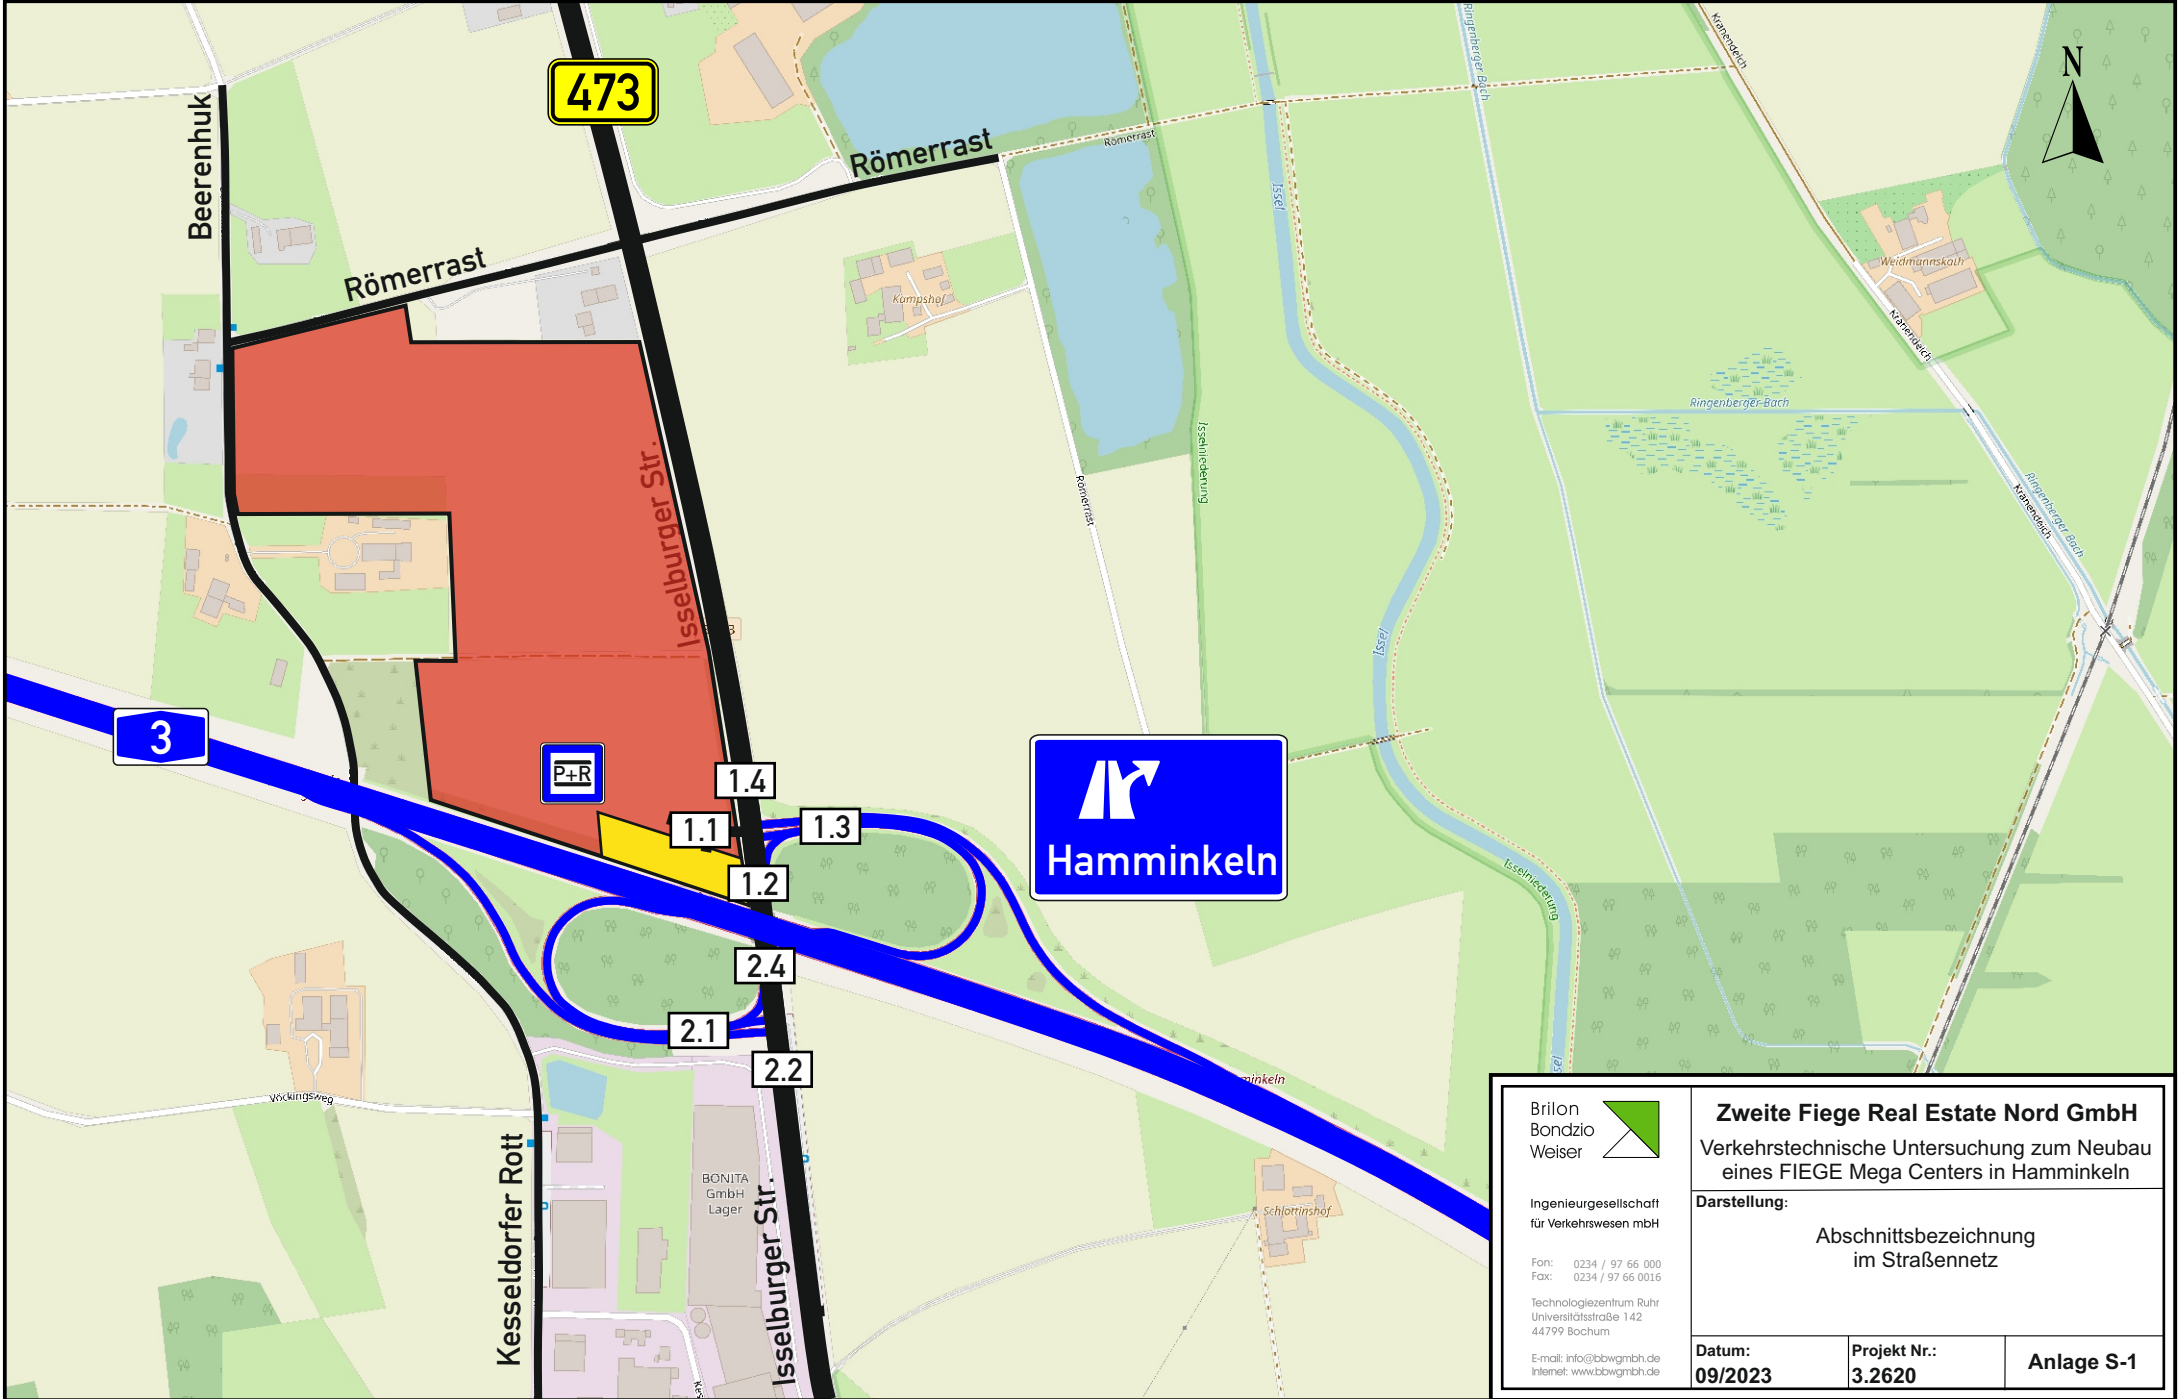 473
N
Beerenhuk
Römerrast
Römerrast
Römerrast
Issel
Ringenberger Bach
Kranendeich
Weidmannskath
Kranendeich
Kampshof
Ringenberger Bach
Isselniederung
Römerrast
Ringenberger Bach
Kranendeich
Isselburger Str.
Issel
3
P+R
1.4
1.1
1.3
1.2
Hamminkeln
Isselniederung
2.4
2.1
2.2
Vöckingsweg
Kesseldorfer Rott
BONITA
GmbH
Lager
Isselburger Str.
Schlottinshof
Brilon
Bondzio
Weiser
Ingenieurgesellschaft
für Verkehrswesen mbH
Fon: 0234 / 97 66 000
Fax: 0234 / 97 66 0016
Technologiezentrum Ruhr
Universitätsstraße 142
44799 Bochum
E-mail: info@bbwgmbh.de
Internet: www.bbwgmbh.de
Zweite Fiege Real Estate Nord GmbH
Verkehrstechnische Untersuchung zum Neubau
eines FIEGE Mega Centers in Hamminkeln
Darstellung:
Abschnittsbezeichnung
im Straßennetz
Datum:
09/2023
Projekt Nr.:
3.2620
Anlage S-1